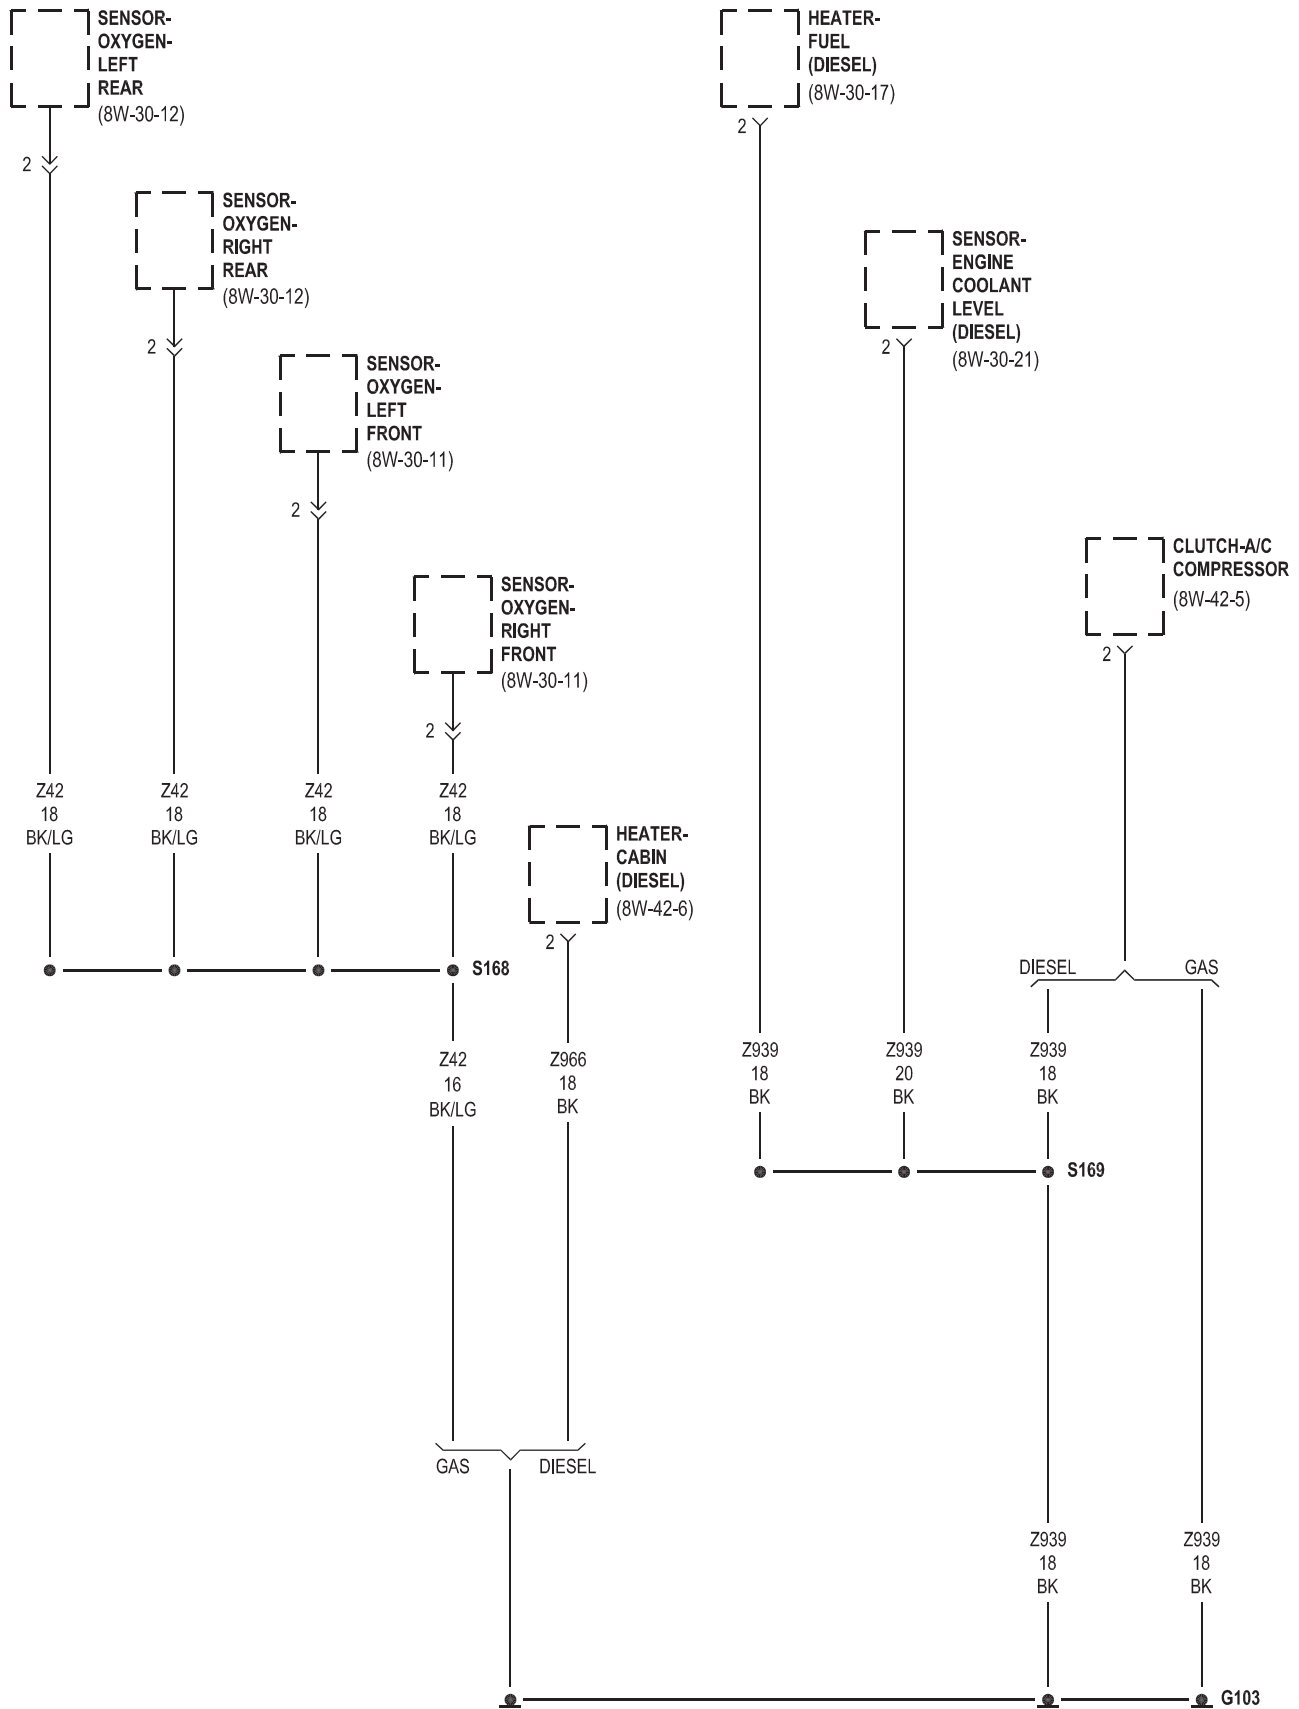 SENSOR-
OXYGEN-
LEFT
REAR
(8W-30-12)
2
HEATER-
FUEL
(DIESEL)
(8W-30-17)
2
SENSOR-
OXYGEN-
RIGHT
REAR
(8W-30-12)
2
SENSOR-
ENGINE
COOLANT
LEVEL
(DIESEL)
(8W-30-21)
2
SENSOR-
OXYGEN-
LEFT
FRONT
(8W-30-11)
2
CLUTCH-A/C
COMPRESSOR
(8W-42-5)
2
SENSOR-
OXYGEN-
RIGHT
FRONT
(8W-30-11)
2
Z42
18
BK/LG
Z42
18
BK/LG
Z42
18
BK/LG
Z42
18
BK/LG
HEATER-
CABIN
(DIESEL)
(8W-42-6)
2
S168
DIESEL
GAS
Z42
16
BK/LG
Z966
18
BK
Z939
18
BK
Z939
20
BK
Z939
18
BK
S169
GAS
DIESEL
Z939
18
BK
Z939
18
BK
G103